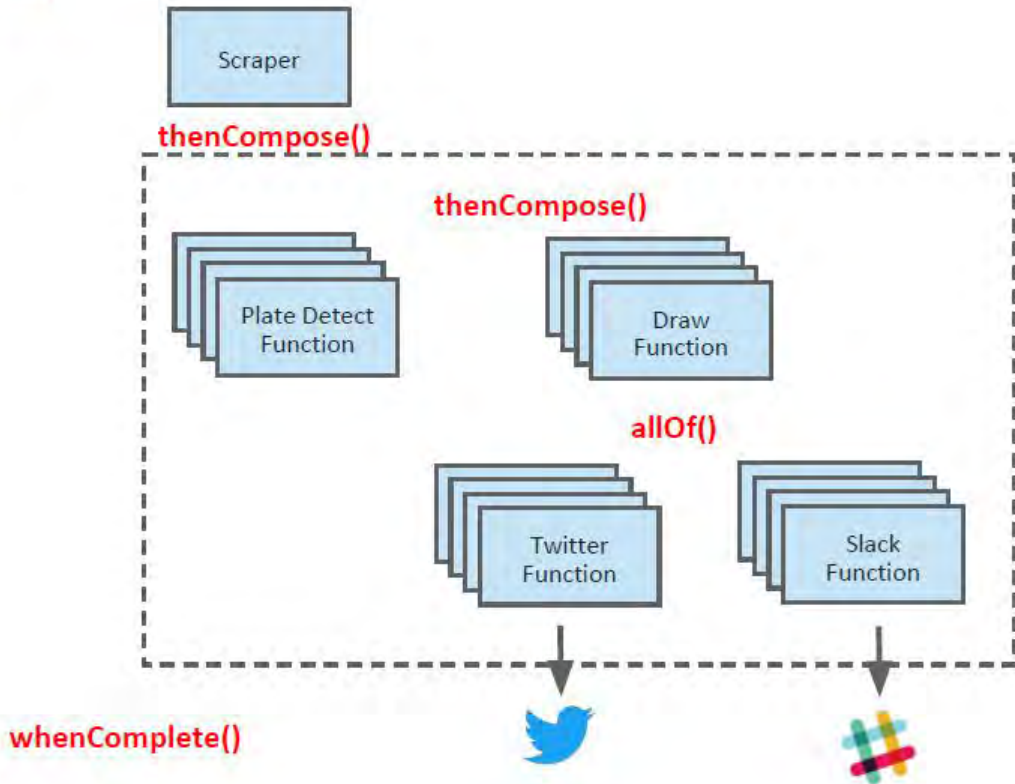 Scraper
thenCompose()
thenCompose()
Plate Detect
Function
Draw
Function
allOf()
Twitter
Function
Slack
Function
whenComplete()